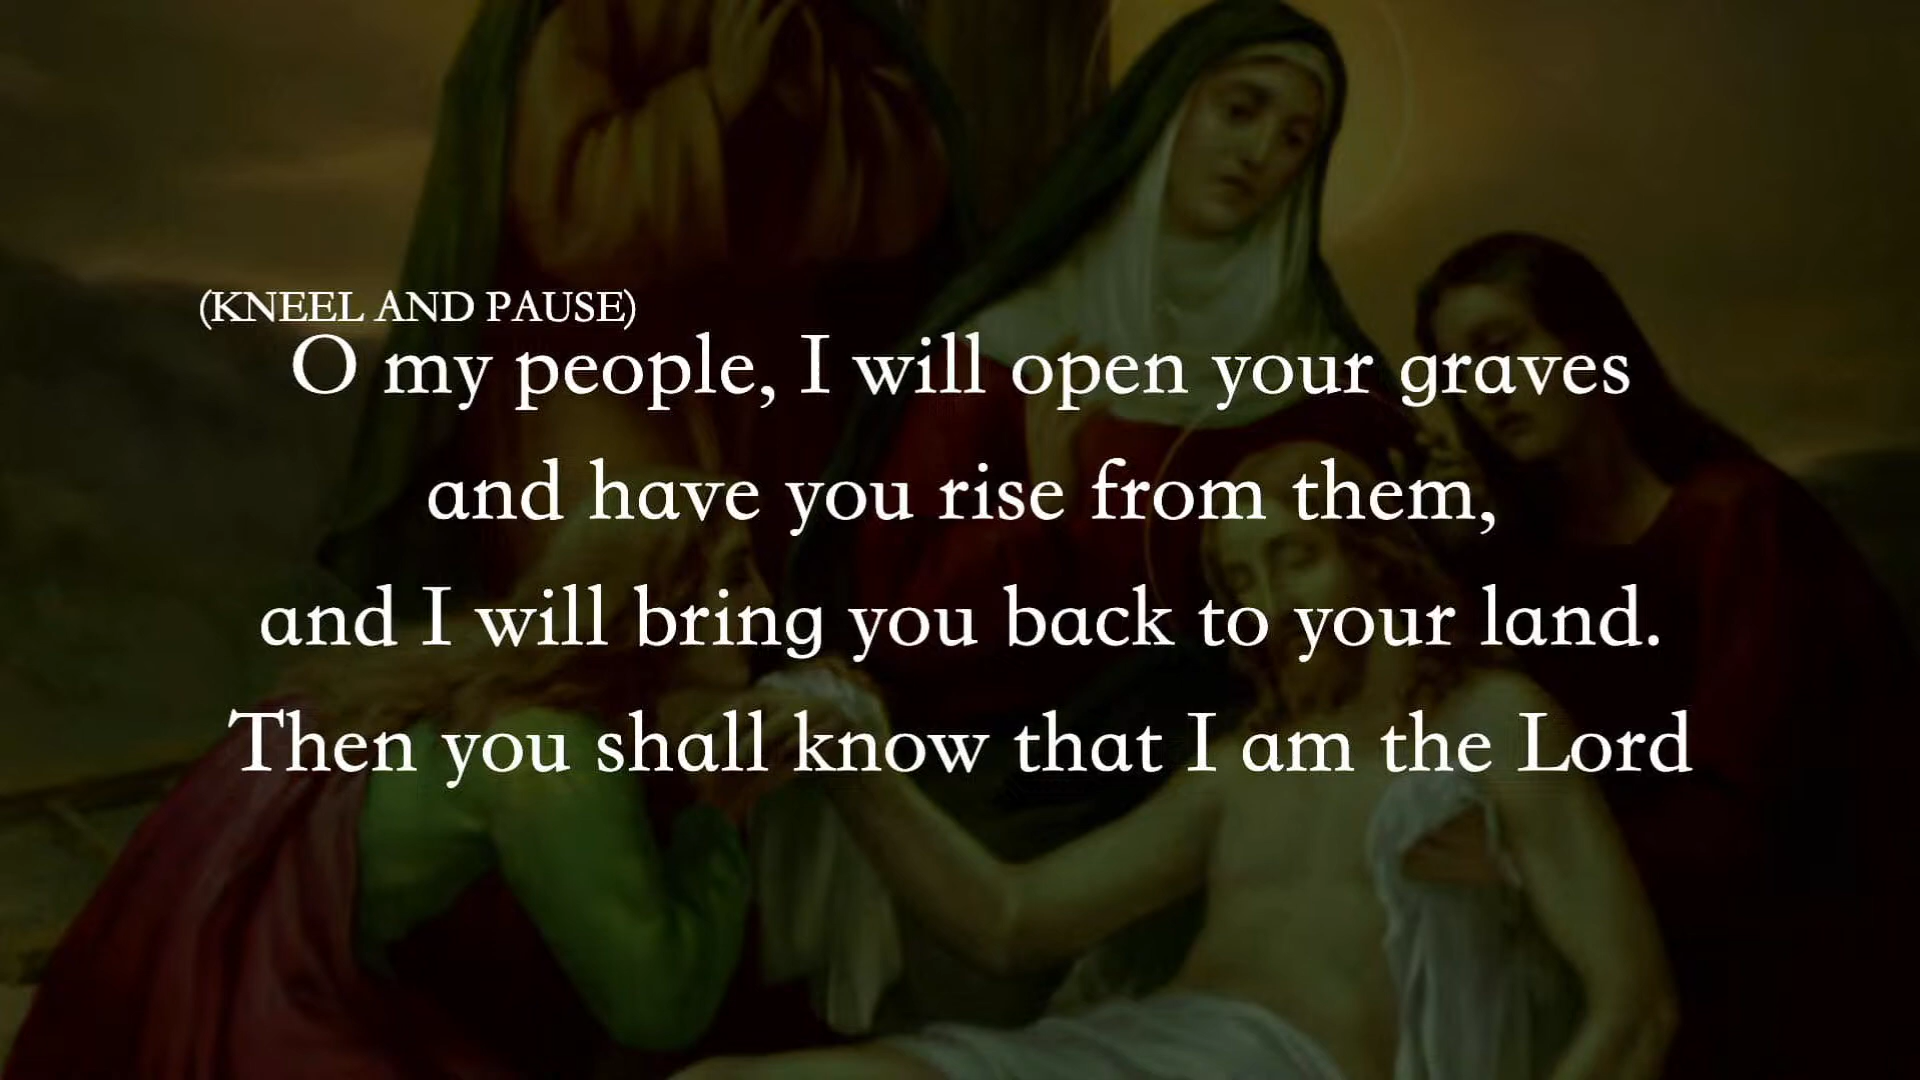 (KNEEL AND PAUSE)
O my people, I will open your graves
and have you rise from them,
and I will bring you back to your land.
Then you shall know that I am the Lord